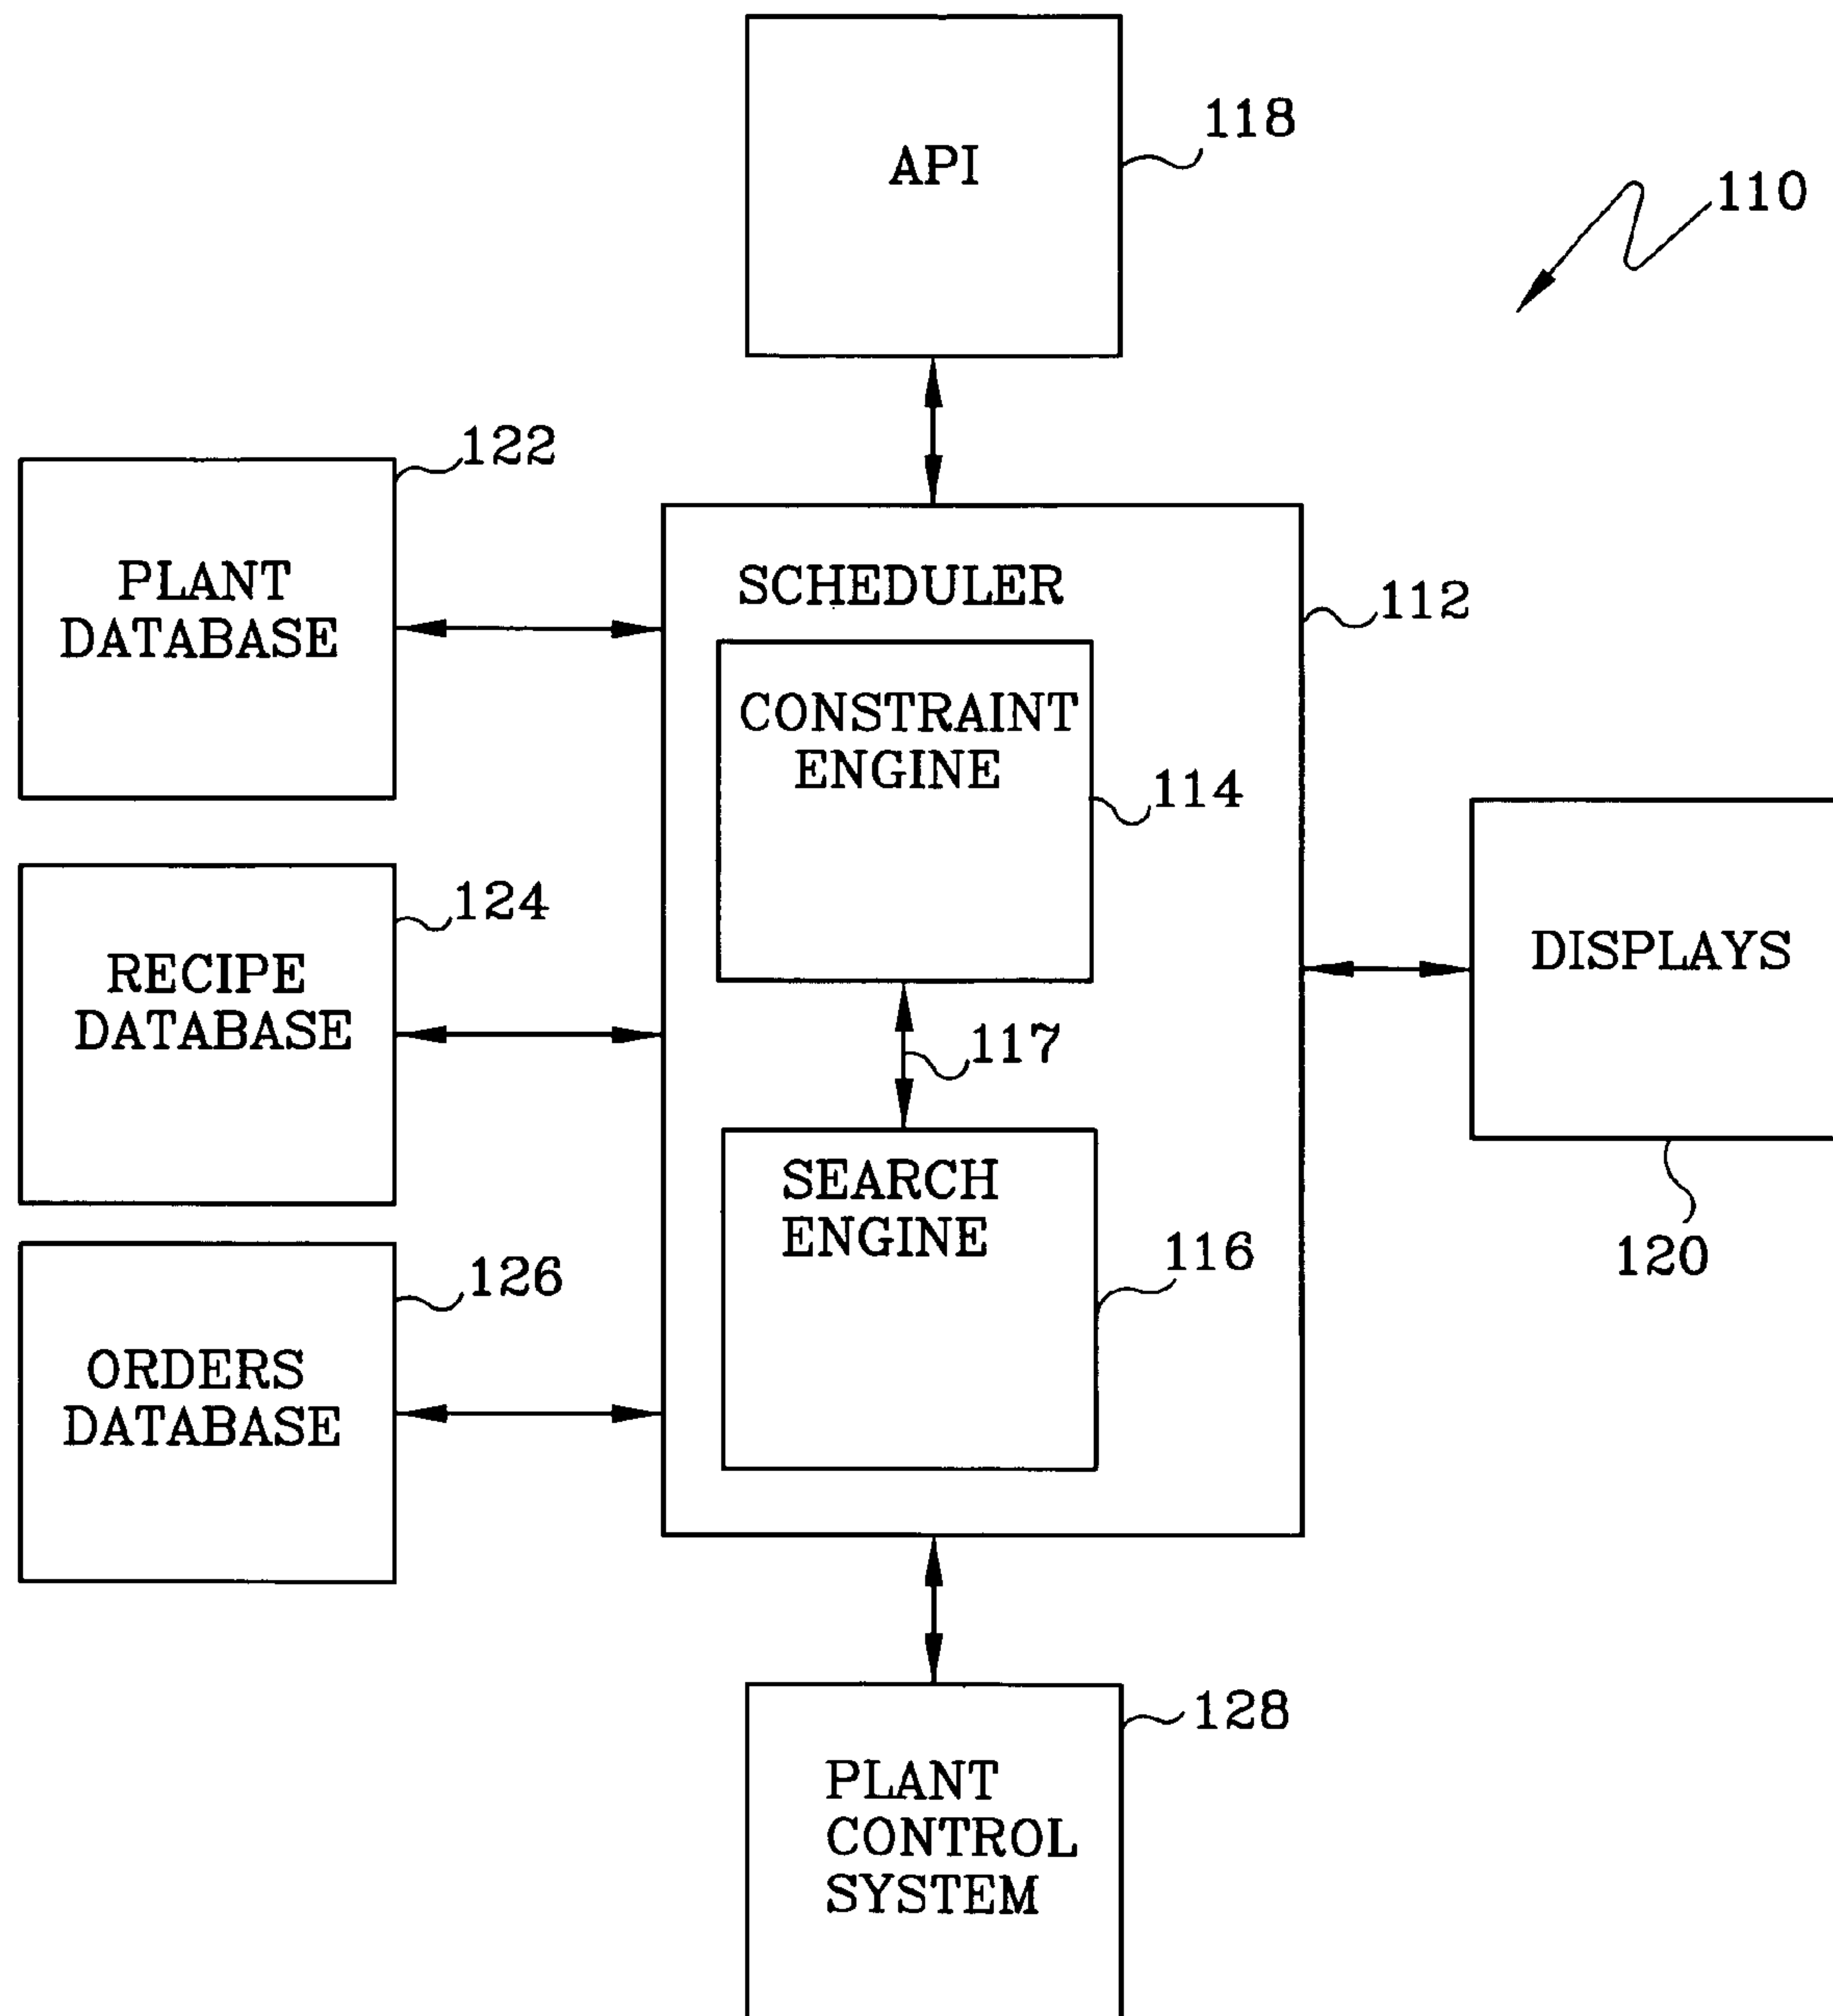 API
118
110
122
PLANT
DATABASE
SCHEDULER
112
CONSTRAINT
ENGINE
114
124
RECIPE
DATABASE
DISPLAYS
117
SEARCH
ENGINE
116
120
126
ORDERS
DATABASE
128
PLANT
CONTROL
SYSTEM